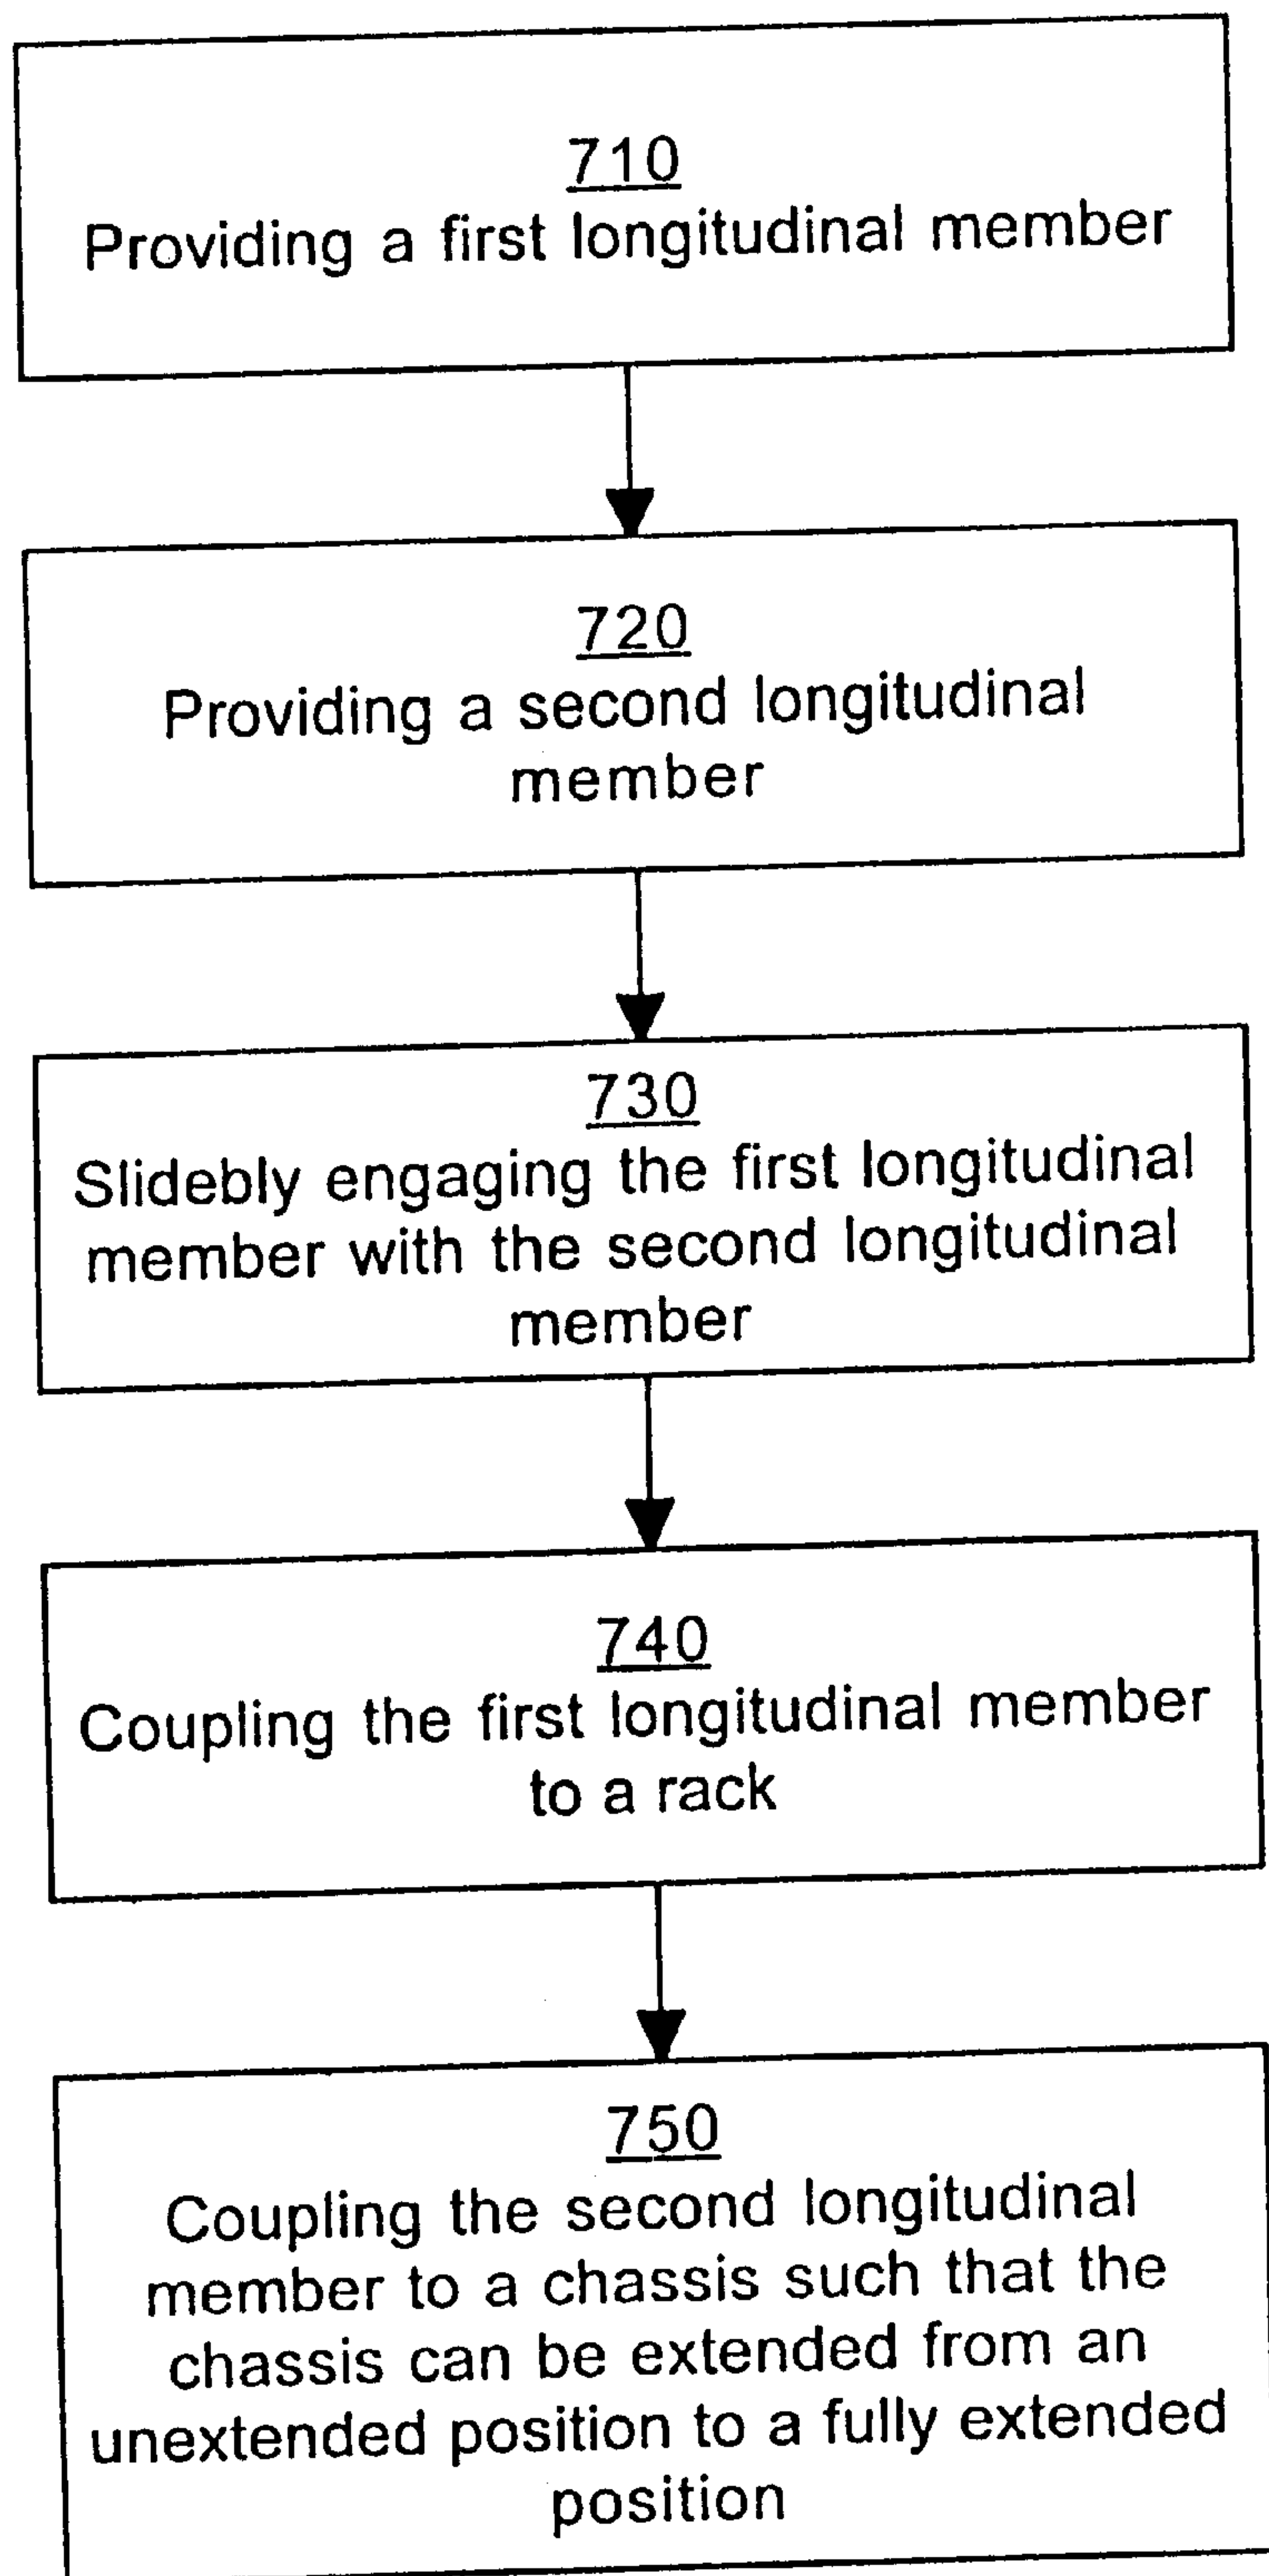 710
Providing a first longitudinal member
720
Providing a second longitudinal
member
730
Slidebly engaging the first longitudinal
member with the second longitudinal
member
740
Coupling the first longitudinal member
to a rack
750
Coupling the second longitudinal
member to a chassis such that the
chassis can be extended from an
unextended position to a fully extended
position